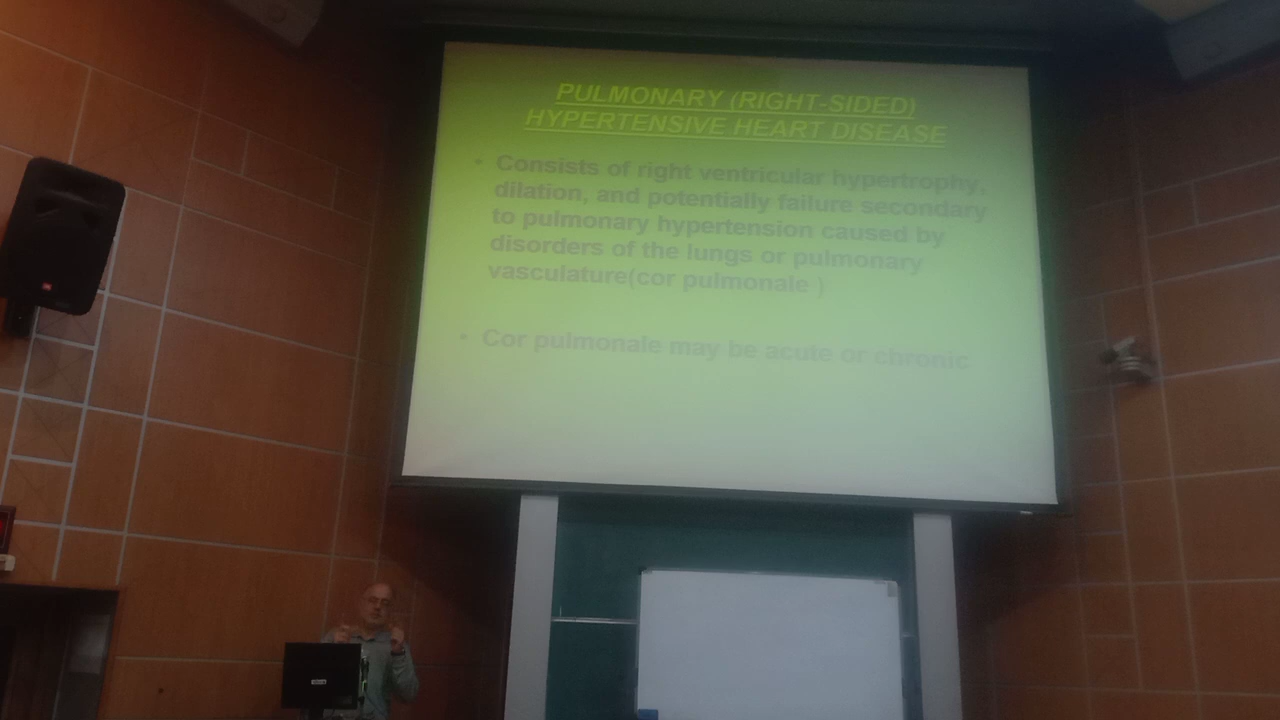 PULMONARY (RIGHT-SIDED)
HYPERTENSIVE HEART DISEASE
• Consists of right ventricular hypertrophy,
dilation, and potentially failure secondary
to pulmonary hypertension caused by
disorders of the lungs or pulmonary
vasculature(cor pulmonale )
• Cor pulmonale may be acute or chronic